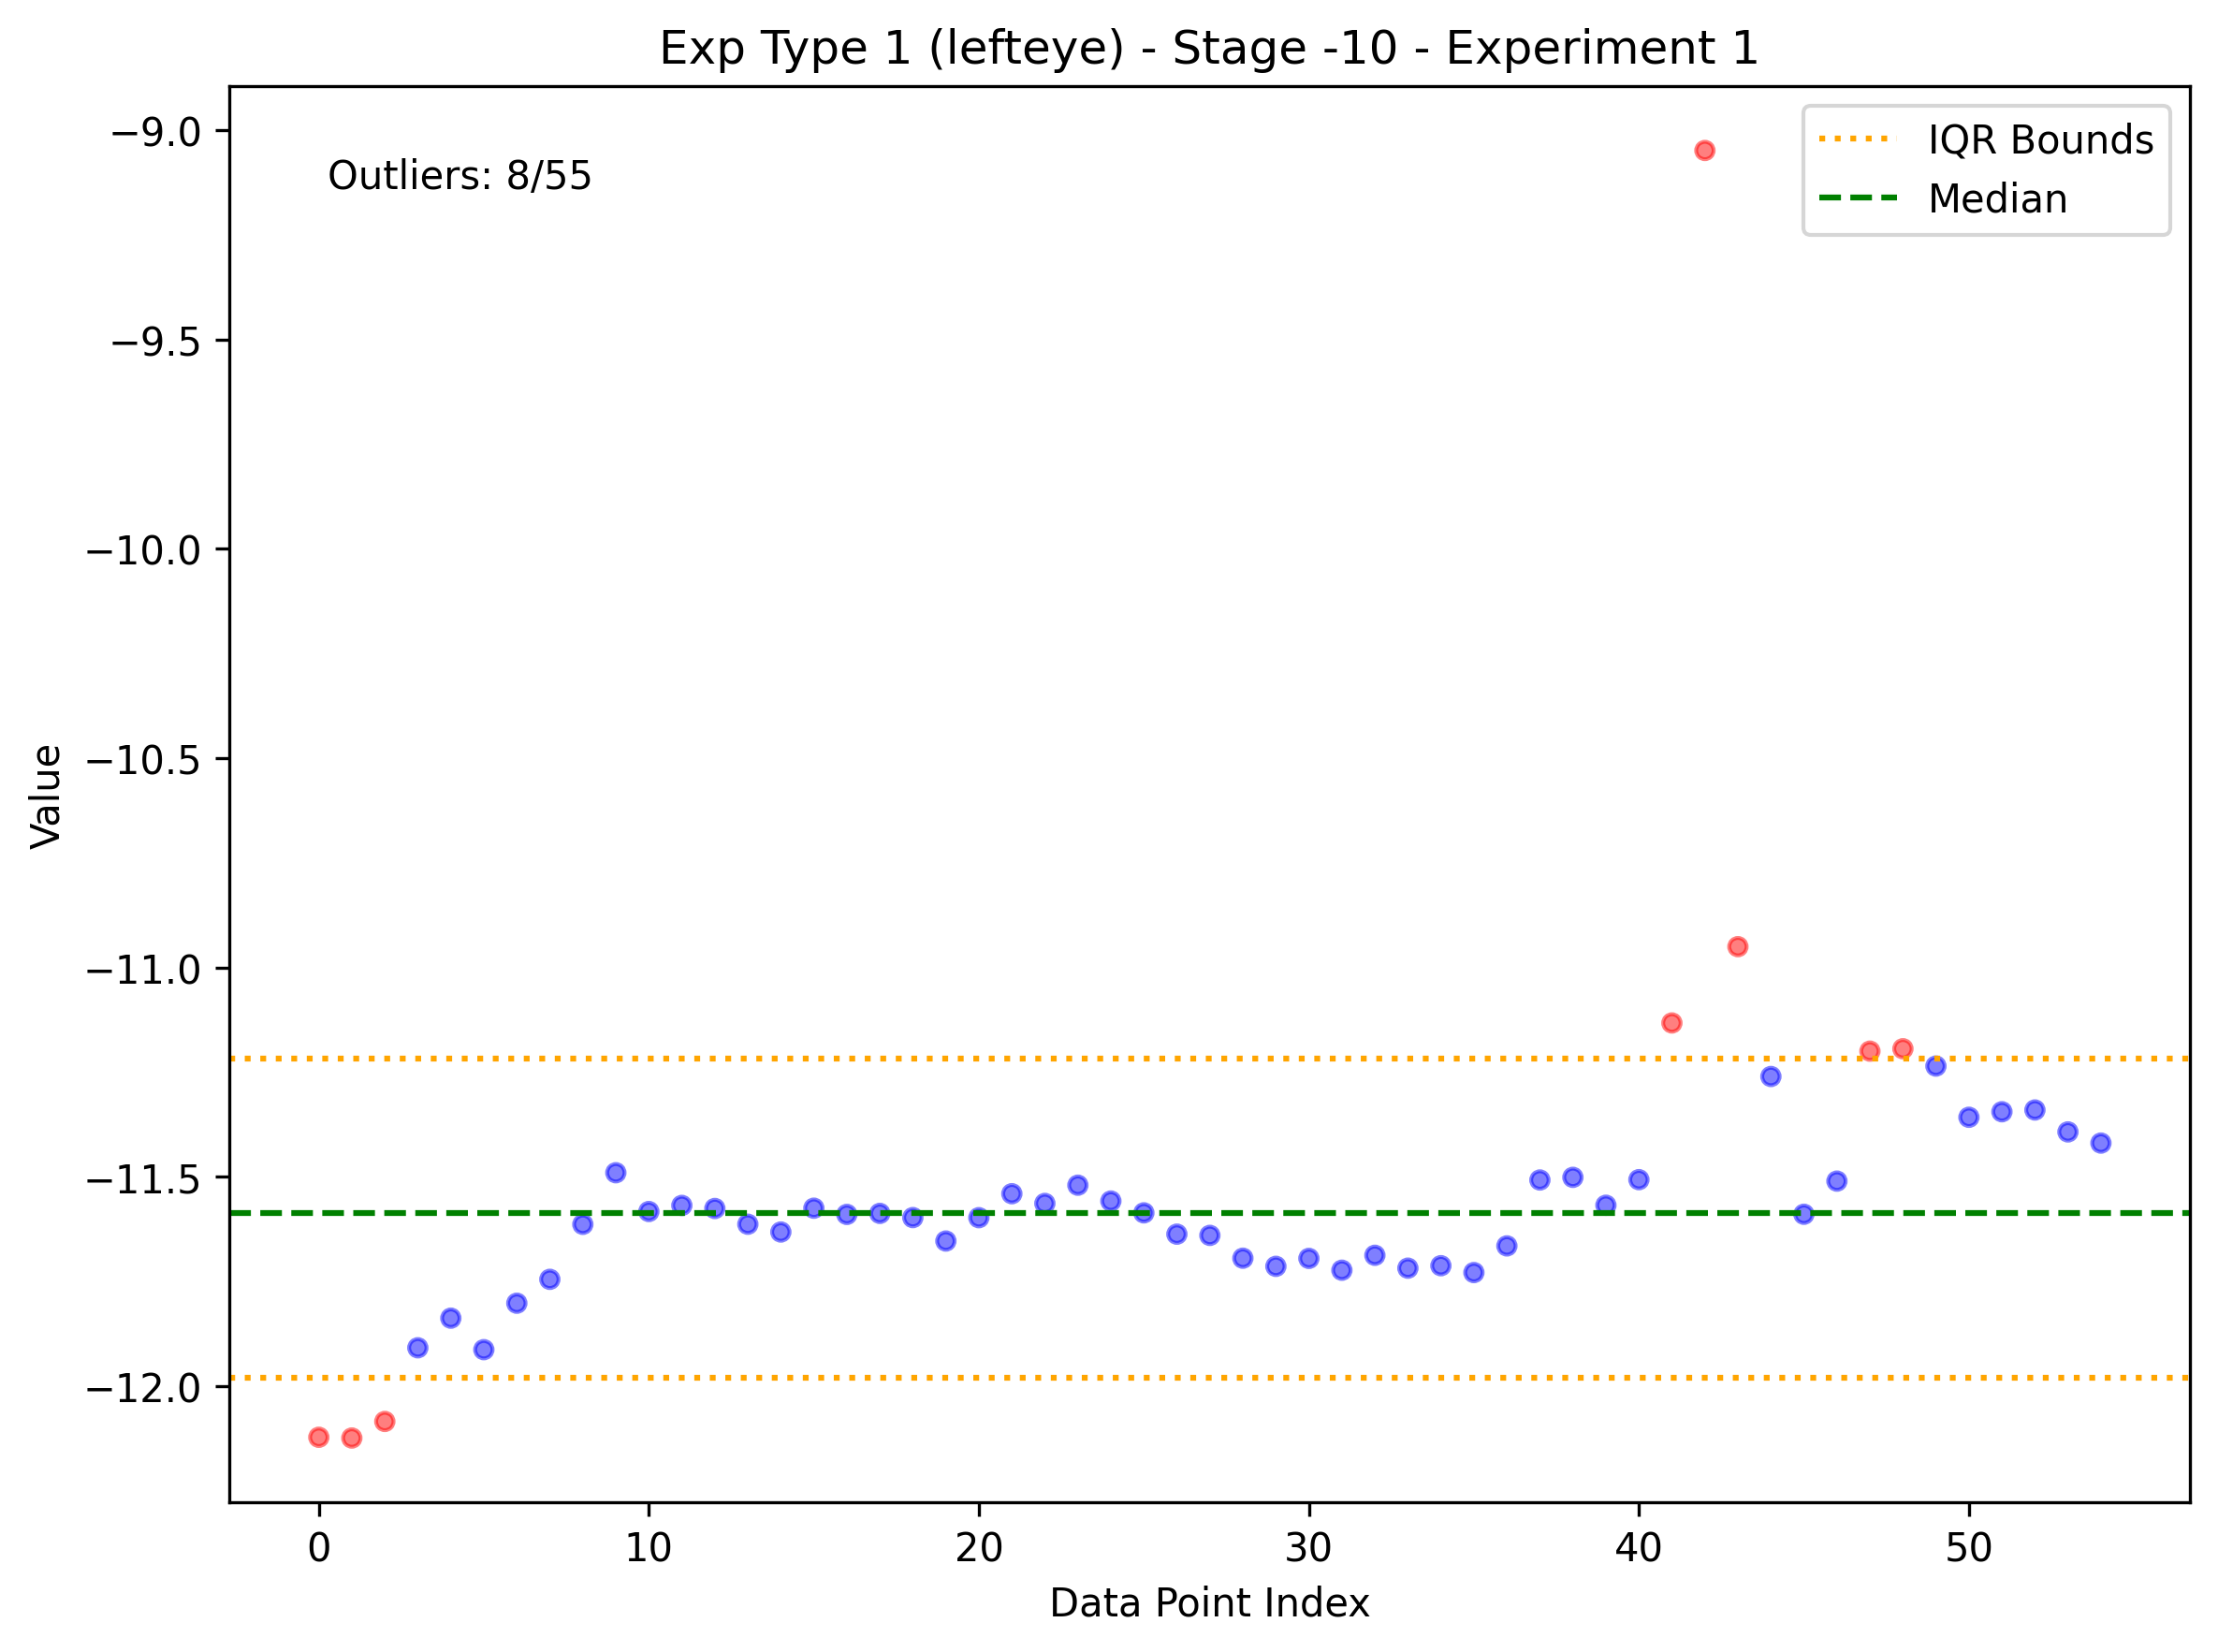 Exp Type 1 (lefteye) - Stage -10 - Experiment 1
Outliers: 8/55
IQR Bounds
Median
Value
−9.0
−9.5
−10.0
−10.5
−11.0
−11.5
−12.0
0 10 20 30 40 50
Data Point Index